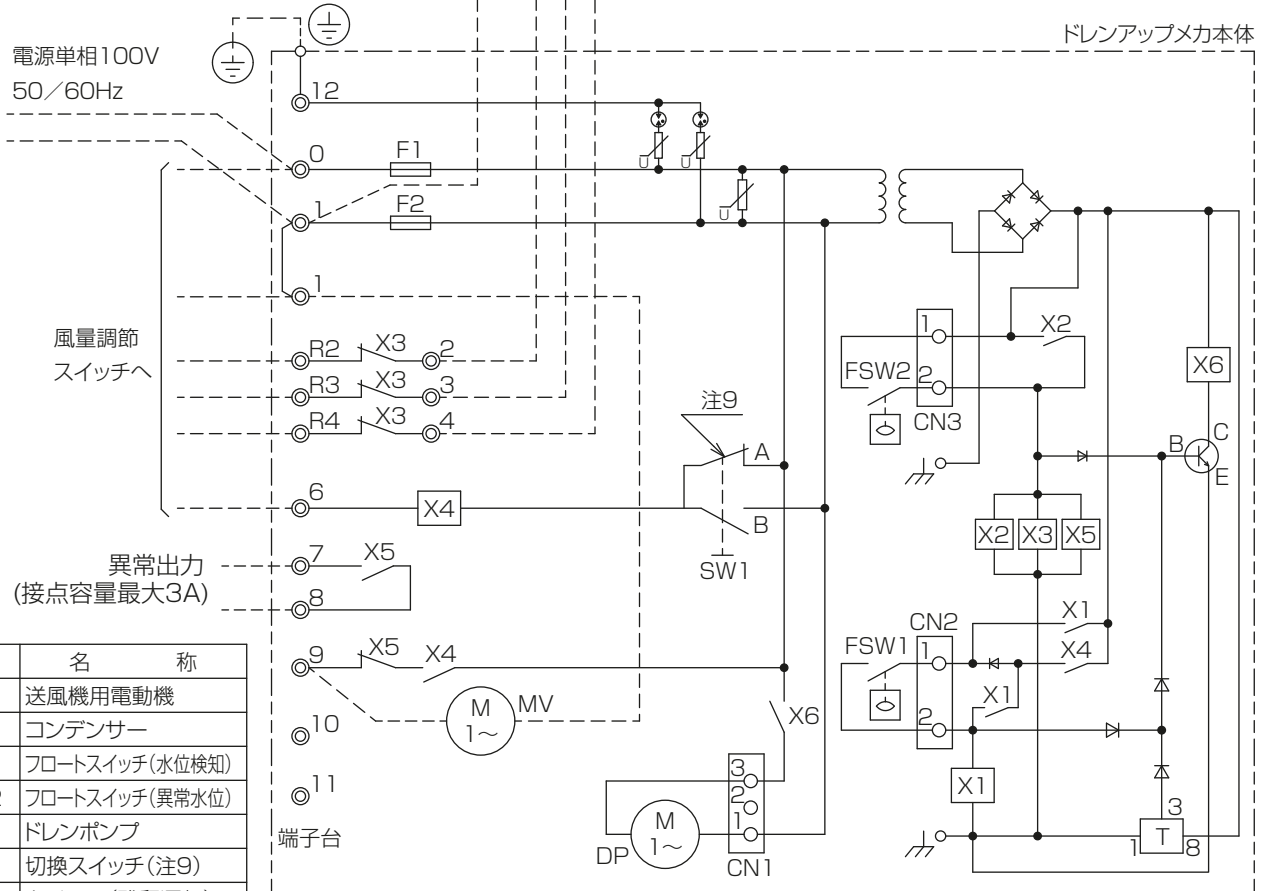 ドレンアップメカ本体
電源単相100V
50／60Hz
12
0
F1
1
F2
U
U
U
1
風量調節
スイッチへ
R2
X3
2
R3
X3
3
R4
X3
4
6
X4
注9
A
B
SW1
異常出力
(接点容量最大3A)
7
X5
8
9
X5
X4
M
1～
MV
10
11
端子台
X6
3
2
1
CN1
M
1～
DP
1
2
CN3
FSW2
X2
X6
B
C
E
X2
X3
X5
CN2
FSW1
1
2
X1
X4
X1
X1
T
1
3
8
名　称
送風機用電動機
コンデンサー
フロートスイッチ(水位検知)
2
フロートスイッチ(異常水位)
ドレンポンプ
切換スイッチ(注9)